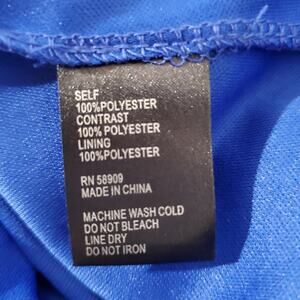 SELF
100%POLYESTER
CONTRAST
100% POLYESTER
LINING
100%POLYESTER
RN 58909
MADE IN CHINA
MACHINE WASH COLD
DO NOT BLEACH
LINE DRY
DO NOT IRON